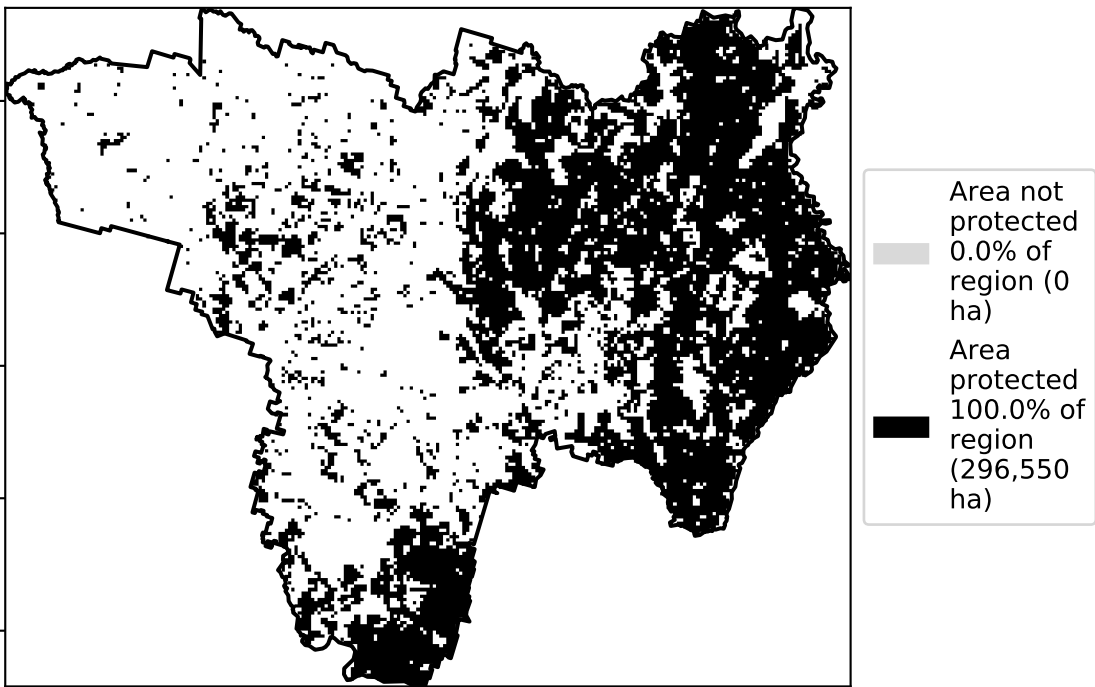 Area not
protected
0.0% of
region (0
ha)
Area
protected
100.0% of
region
(296,550
ha)